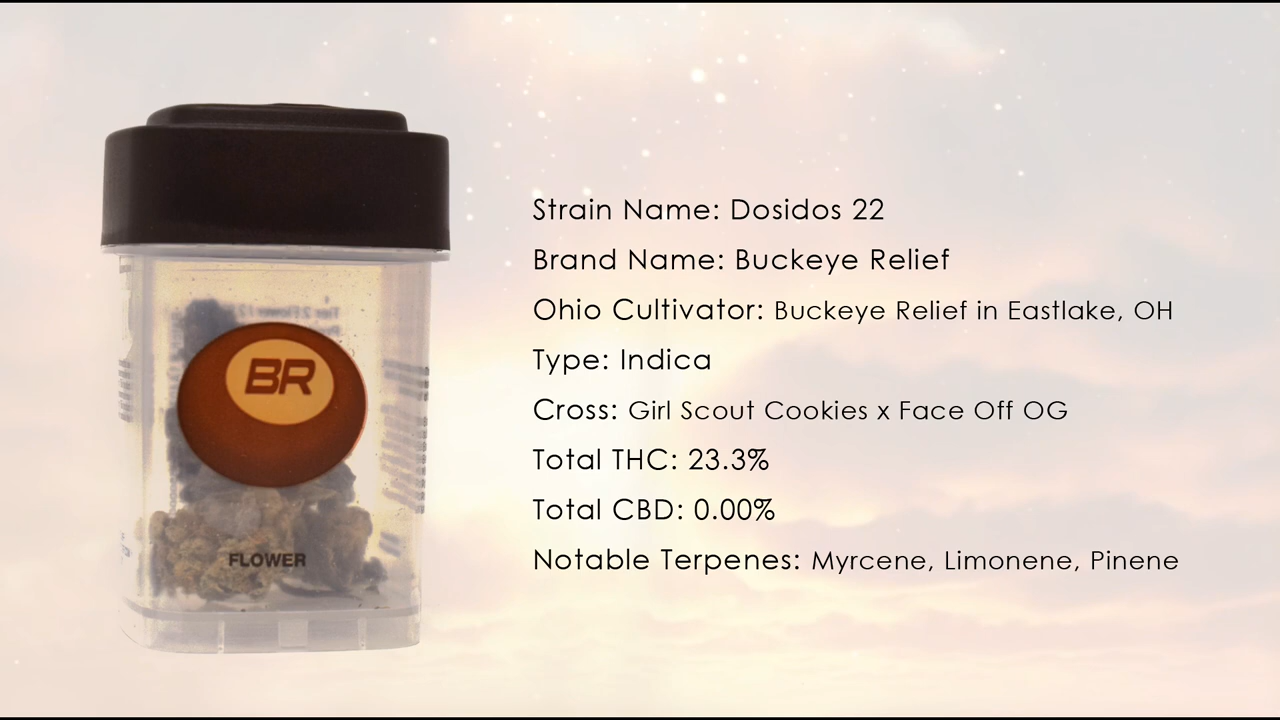 Strain Name: Dosidos 22
Brand Name: Buckeye Relief
Ohio Cultivator: Buckeye Relief in Eastlake, OH
Type: Indica
Cross: Girl Scout Cookies x Face Off OG
Total THC: 23.3%
Total CBD: 0.00%
Notable Terpenes: Myrcene, Limonene, Pinene
BR
FLOWER